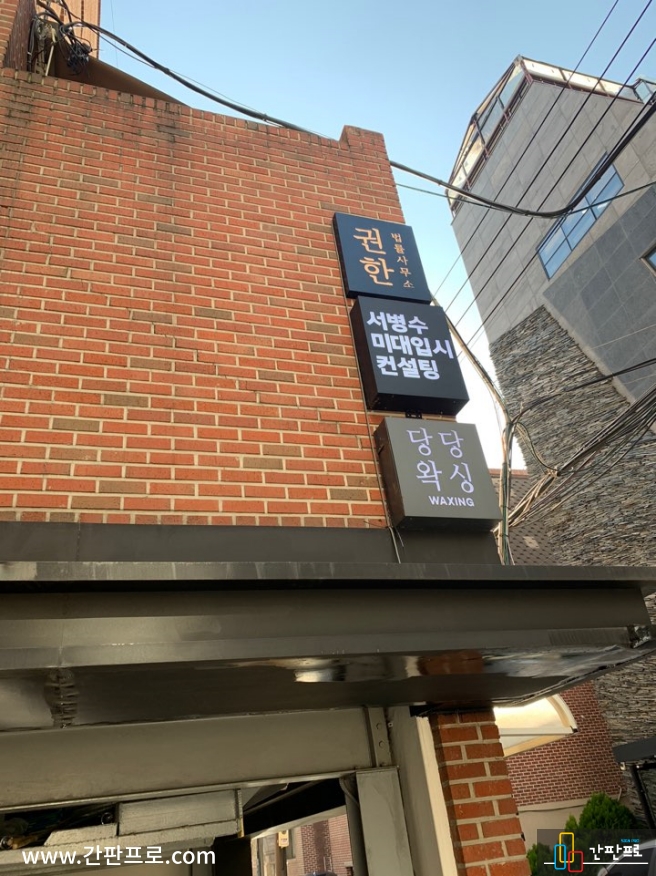 권한
법률사무소
서병수
미대입시
컨설팅
당당
왁싱
WAXING
www.간판프로.com
간판프로